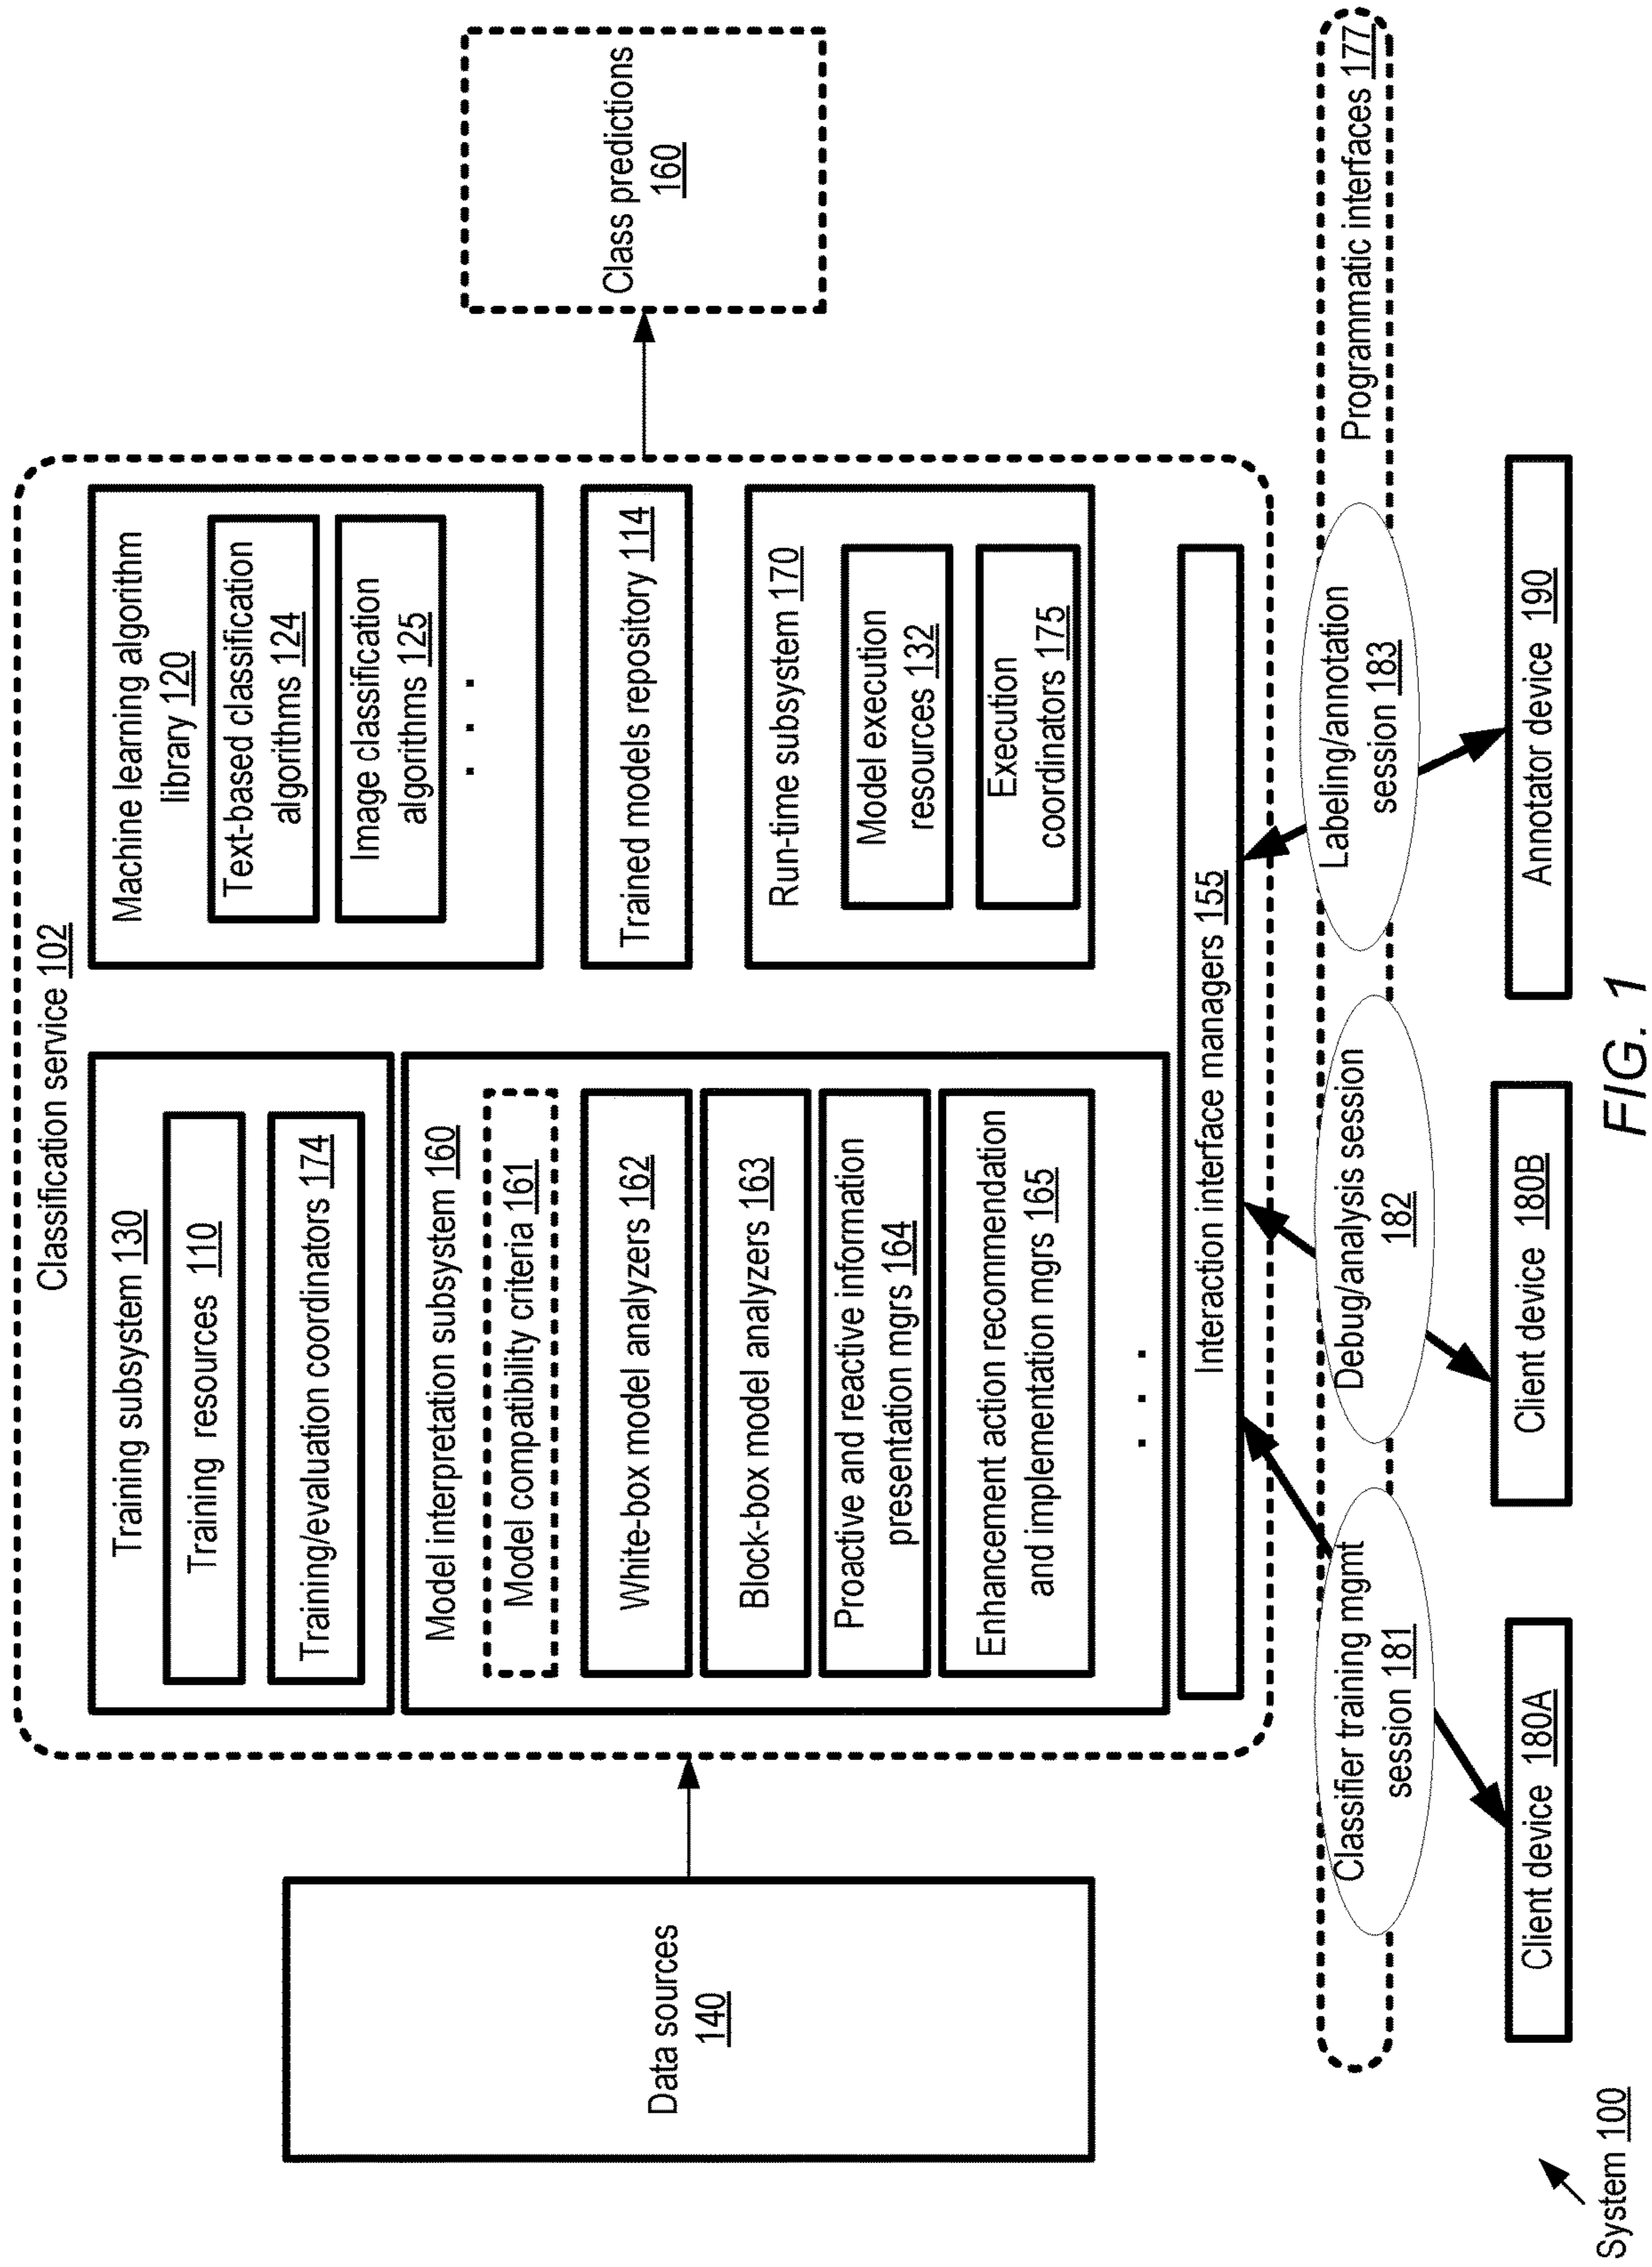 Classification service 102
Training subsystem 130
Training resources 110
Training/evaluation coordinators 174
Model interpretation subsystem 160
Model compatibility criteria 161
White-box model analyzers 162
Block-box model analyzers 163
Proactive and reactive information
presentation mgrs 164
Enhancement action recommendation
and implementation mgrs 165
. . .
Machine learning algorithm
library 120
Text-based classification
algorithms 124
Image classification
algorithms 125
. . .
Trained models repository 114
Run-time subsystem 170
Model execution
resources 132
Execution
coordinators 175
Interaction interface managers 155
Data sources
140
Class predictions
160
Classifier training mgmt
session 181
Debug/analysis session
182
Labeling/annotation
session 183
Programmatic interfaces 177
Client device 180A
Client device 180B
Annotator device 190
System 100
FIG. 1